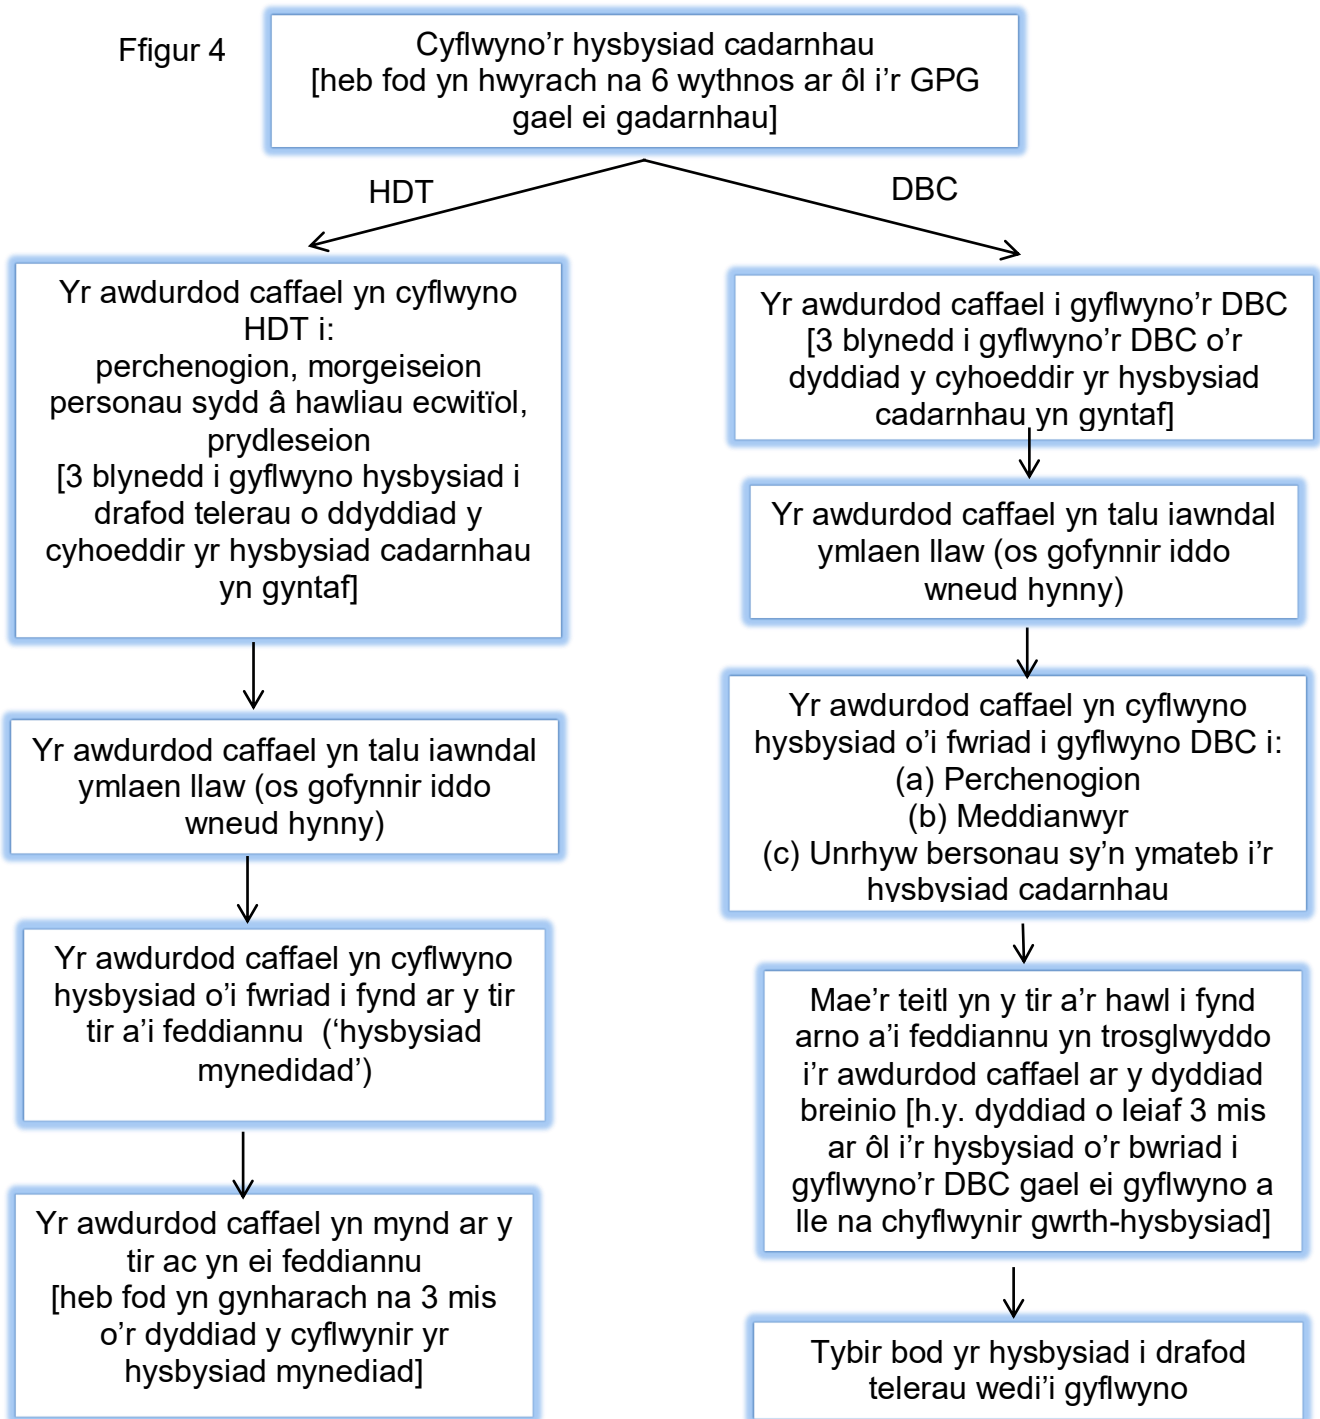 Ffigur 4
Cyflwyno’r hysbysiad cadarnhau
[heb fod yn hwyrach na 6 wythnos ar ôl i’r GPG
gael ei gadarnhau]
HDT
DBC
Yr awdurdod caffael yn cyflwyno
HDT i:
perchenogion, morgeiseion
personau sydd â hawliau ecwitïol,
prydleseion
[3 blynedd i gyflwyno hysbysiad i
drafod telerau o ddyddiad y
cyhoeddir yr hysbysiad cadarnhau
yn gyntaf]
Yr awdurdod caffael yn talu iawndal
ymlaen llaw (os gofynnir iddo
wneud hynny)
Yr awdurdod caffael yn cyflwyno
hysbysiad o’i fwriad i fynd ar y tir
tir a’i feddiannu (‘hysbysiad
mynedidad’)
Yr awdurdod caffael yn mynd ar y
tir ac yn ei feddiannu
[heb fod yn gynharach na 3 mis
o’r dyddiad y cyflwynir yr
hysbysiad mynediad]
Yr awdurdod caffael i gyflwyno’r DBC
[3 blynedd i gyflwyno’r DBC o’r
dyddiad y cyhoeddir yr hysbysiad
cadarnhau yn gyntaf]
Yr awdurdod caffael yn talu iawndal
ymlaen llaw (os gofynnir iddo
wneud hynny)
Yr awdurdod caffael yn cyflwyno
hysbysiad o’i fwriad i gyflwyno DBC i:
(a) Perchenogion
(b) Meddianwyr
(c) Unrhyw bersonau sy’n ymateb i’r
hysbysiad cadarnhau
Mae’r teitl yn y tir a’r hawl i fynd
arno a’i feddiannu yn trosglwyddo
i’r awdurdod caffael ar y dyddiad
breinio [h.y. dyddiad o leiaf 3 mis
ar ôl i’r hysbysiad o’r bwriad i
gyflwyno’r DBC gael ei gyflwyno a
lle na chyflwynir gwrth-hysbysiad]
Tybir bod yr hysbysiad i drafod
telerau wedi’i gyflwyno